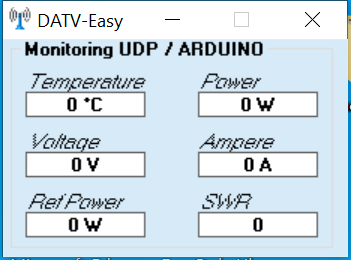 DATV-Easy
Monitoring UDP / ARDUINO
Temperature Power
0 °C 0 W
Voltage Ampere
0 V 0 A
Ref Power SWR
0 W 0